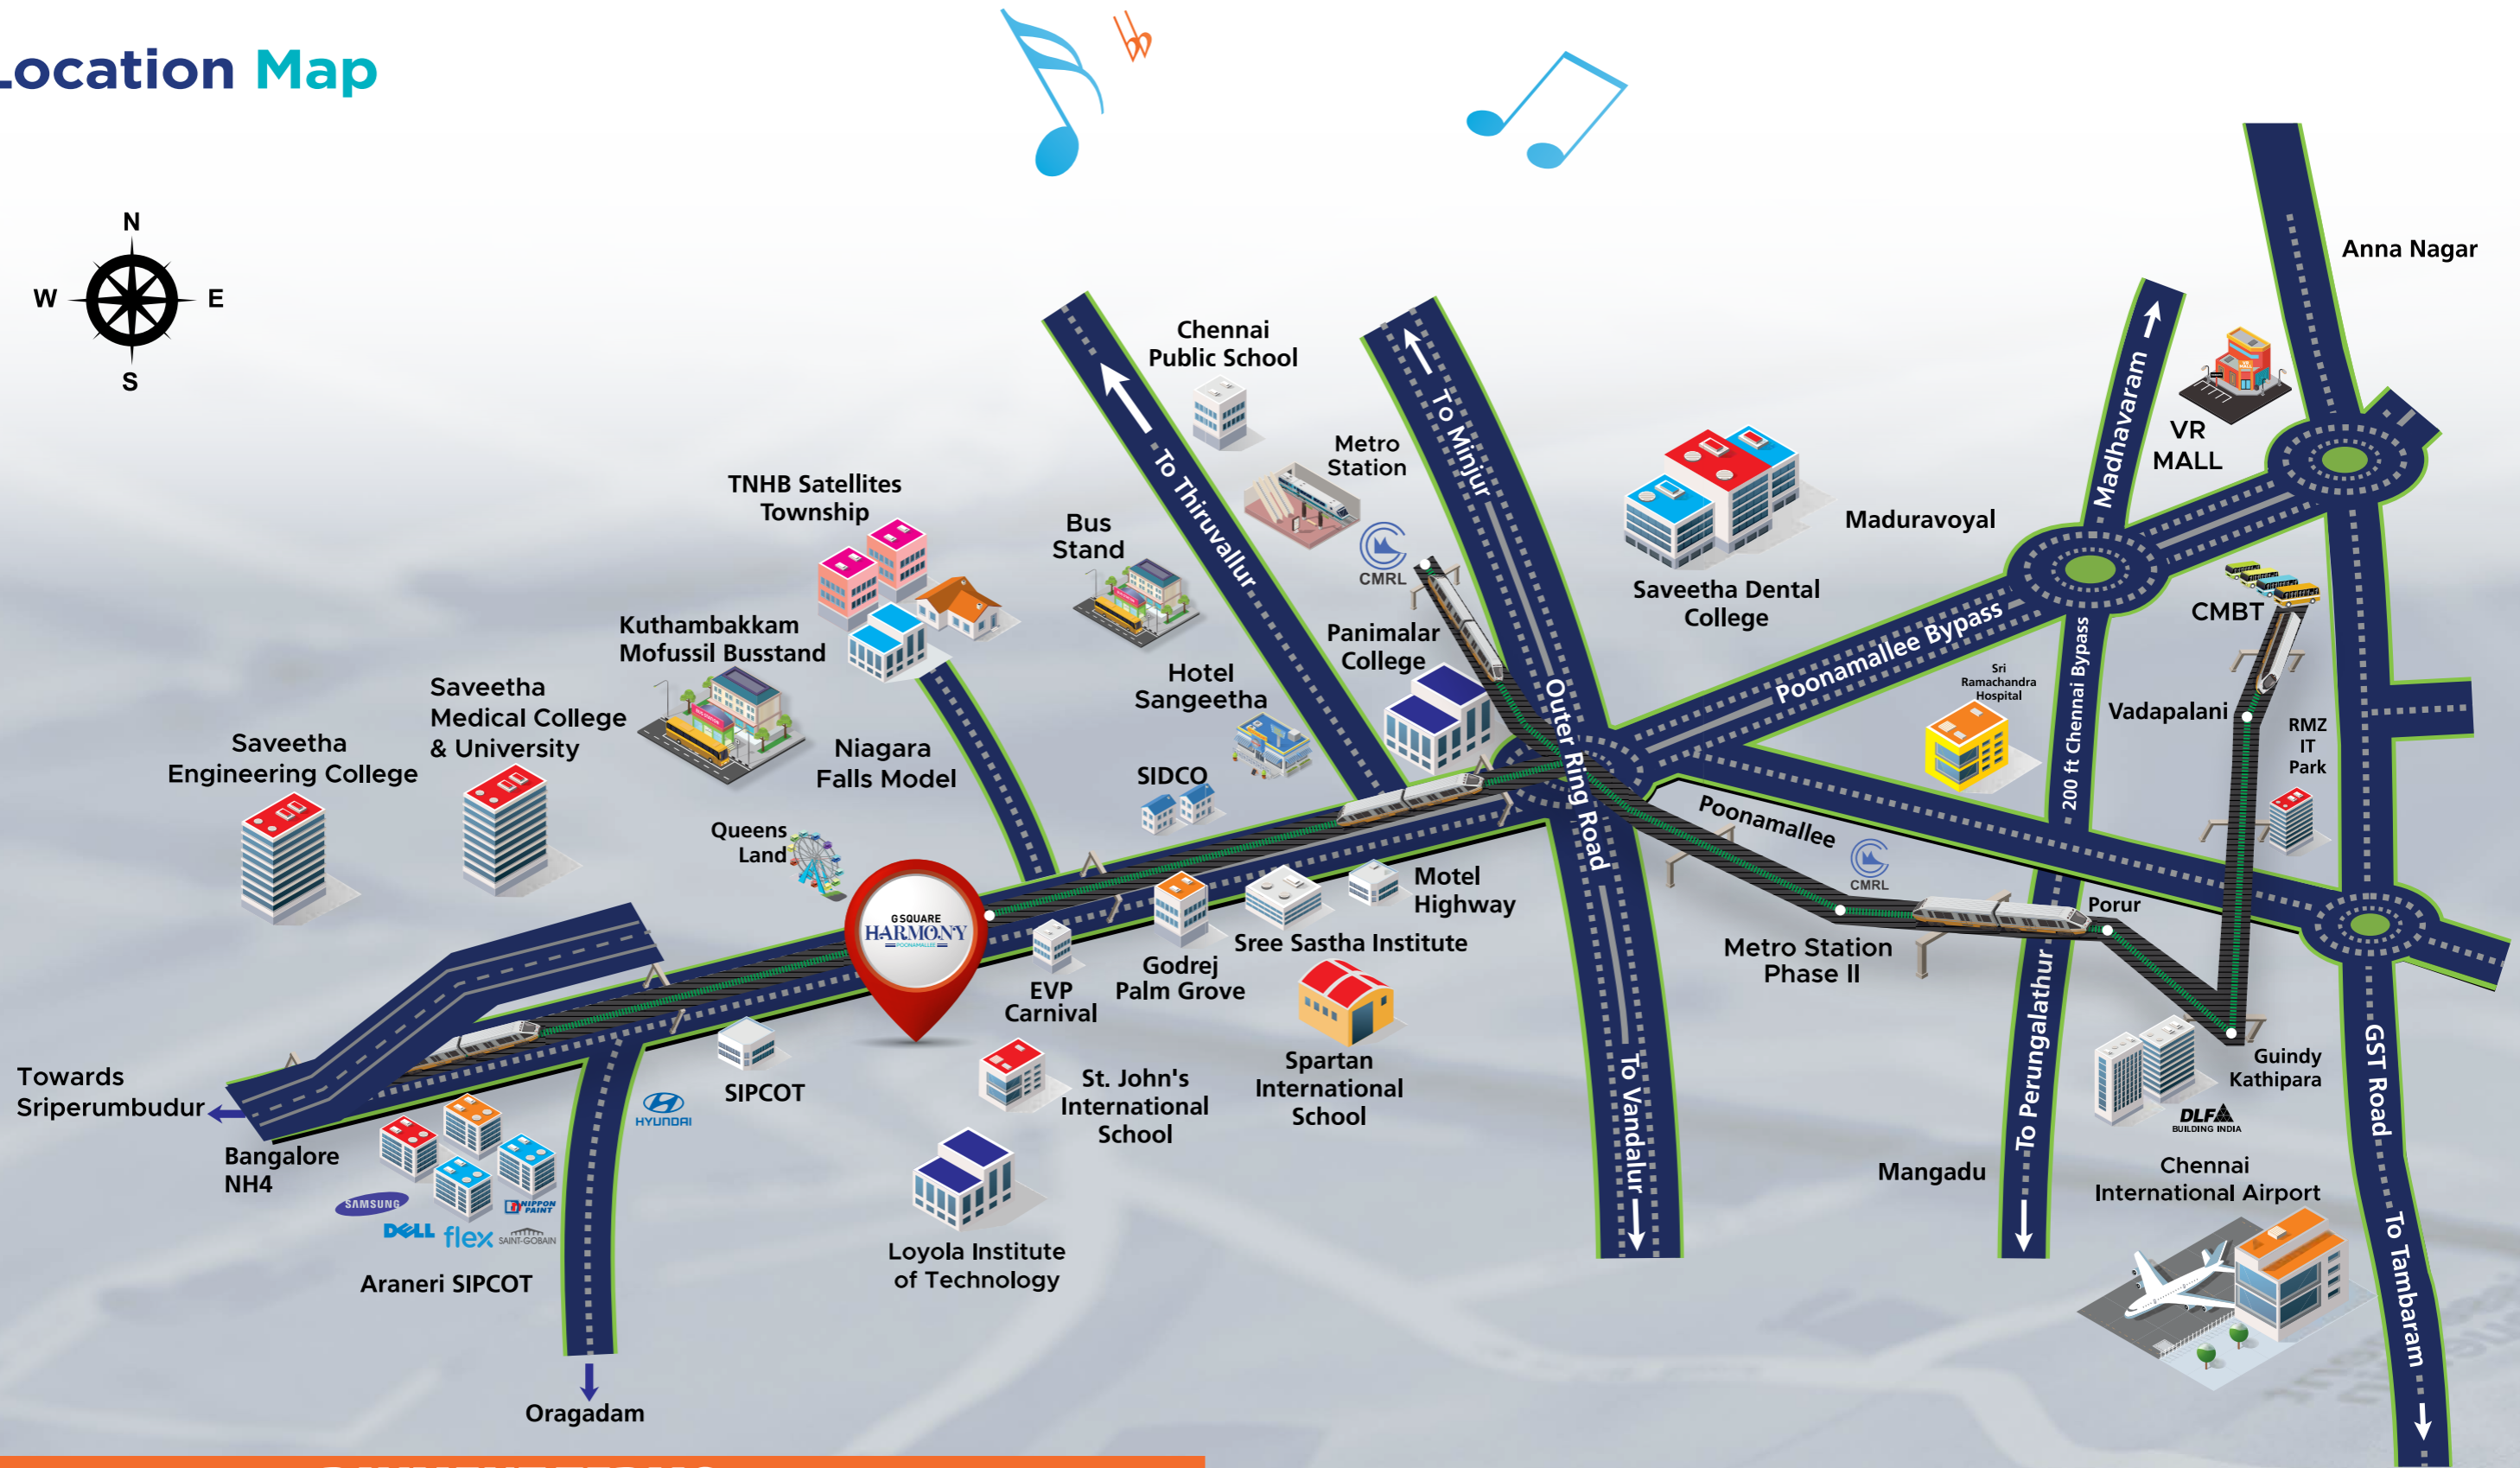 Location Map
N
W
E
S
Anna Nagar
Chennai
Public School
To Minjur
Madhavaram
VR
MALL
VR
MALL
Metro
Station
To Thiruvallur
TNHB Satellites
Township
Bus
Stand
CMRL
Maduravoyal
Saveetha Dental
College
Poonamallee Bypass
CMBT
Kuthambakkam
Mofussil Busstand
Panimalar
College
Hotel
Sangeetha
Sri
Ramachandra
Hospital
200 ft Chennai Bypass
Vadapalani
RMZ
IT
Park
Saveetha
Medical College
& University
Saveetha
Engineering College
Niagara
Falls Model
SIDCO
Outer Ring Road
Poonamallee
CMRL
Queens
Land
G SQUARE
HARMONY
POONAMALLEE
Motel
Highway
Sree Sastha Institute
Godrej
Palm Grove
EVP
Carnival
Porur
Metro Station
Phase II
Spartan
International
School
St. John's
International
School
SIPCOT
HYUNDAI
Towards
Sriperumbudur
Bangalore
NH4
To Vandalur
To Perungalathur
GST Road
Guindy
Kathipara
DLF
BUILDING INDIA
Mangadu
Chennai
International Airport
SAMSUNG
NIPPON
PAINT
DELL
flex
SAINT-GOBAIN
Araneri SIPCOT
Loyola Institute
of Technology
To Tambaram
Oragadam